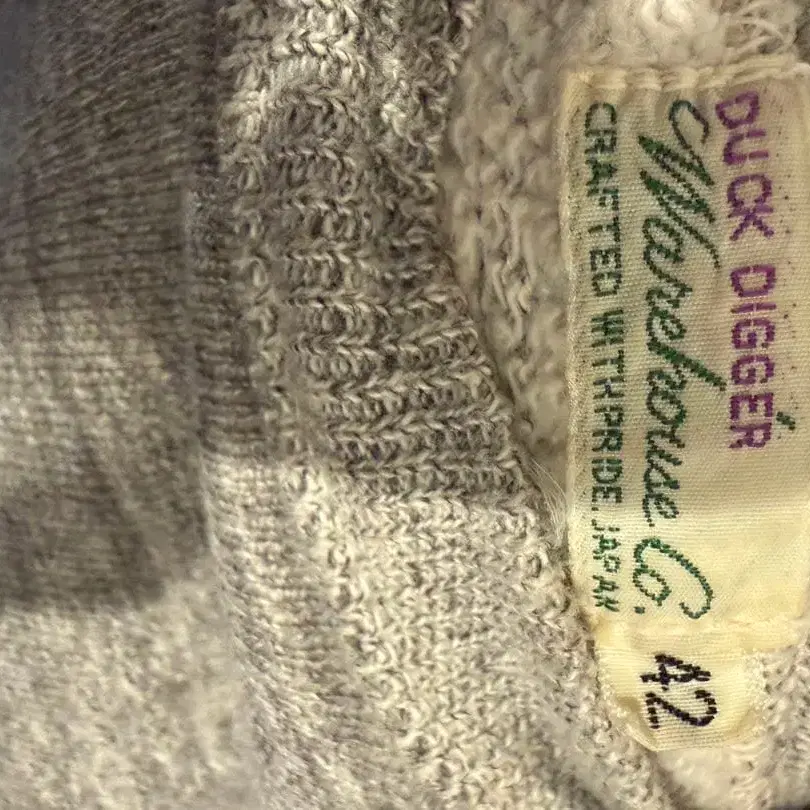 DUCK DIGGER
Warehouse Co.
CRAFTED WITH PRIDE. JAPAN
42